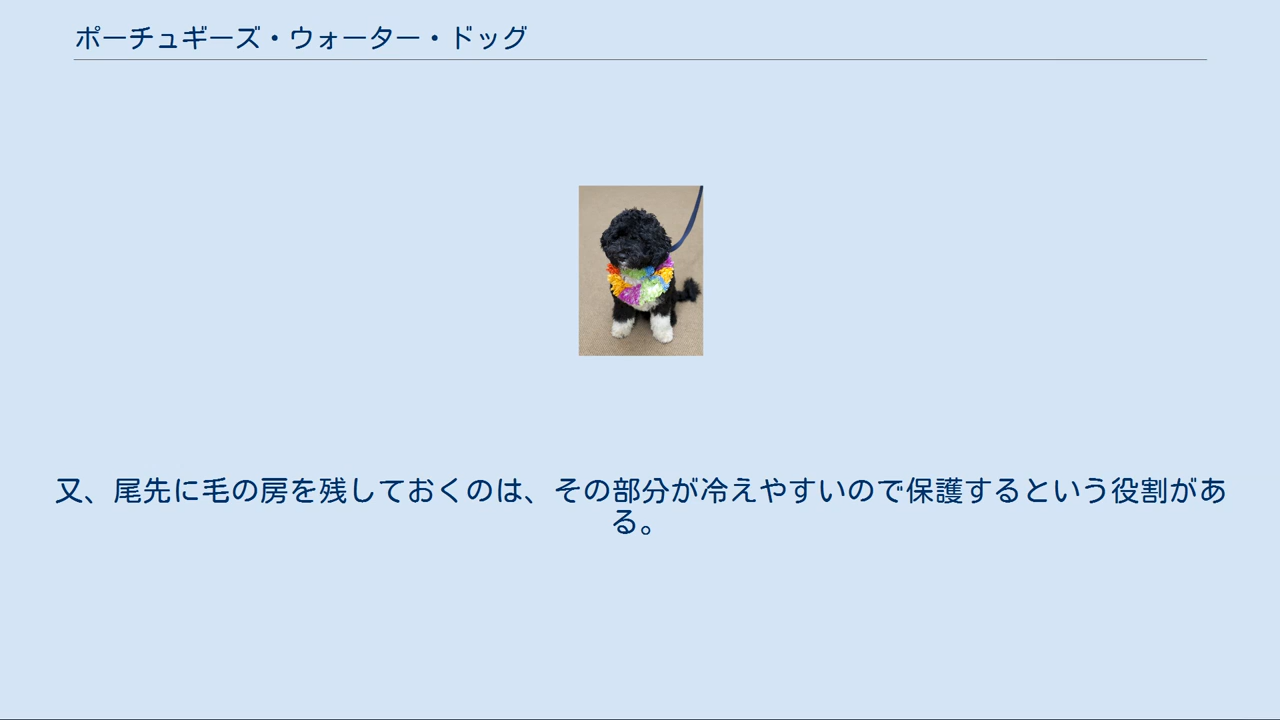 ポーチュギーズ・ウォーター・ドッグ
又、尾先に毛の房を残しておくのは、その部分が冷えやすいので保護するという役割があ
る。